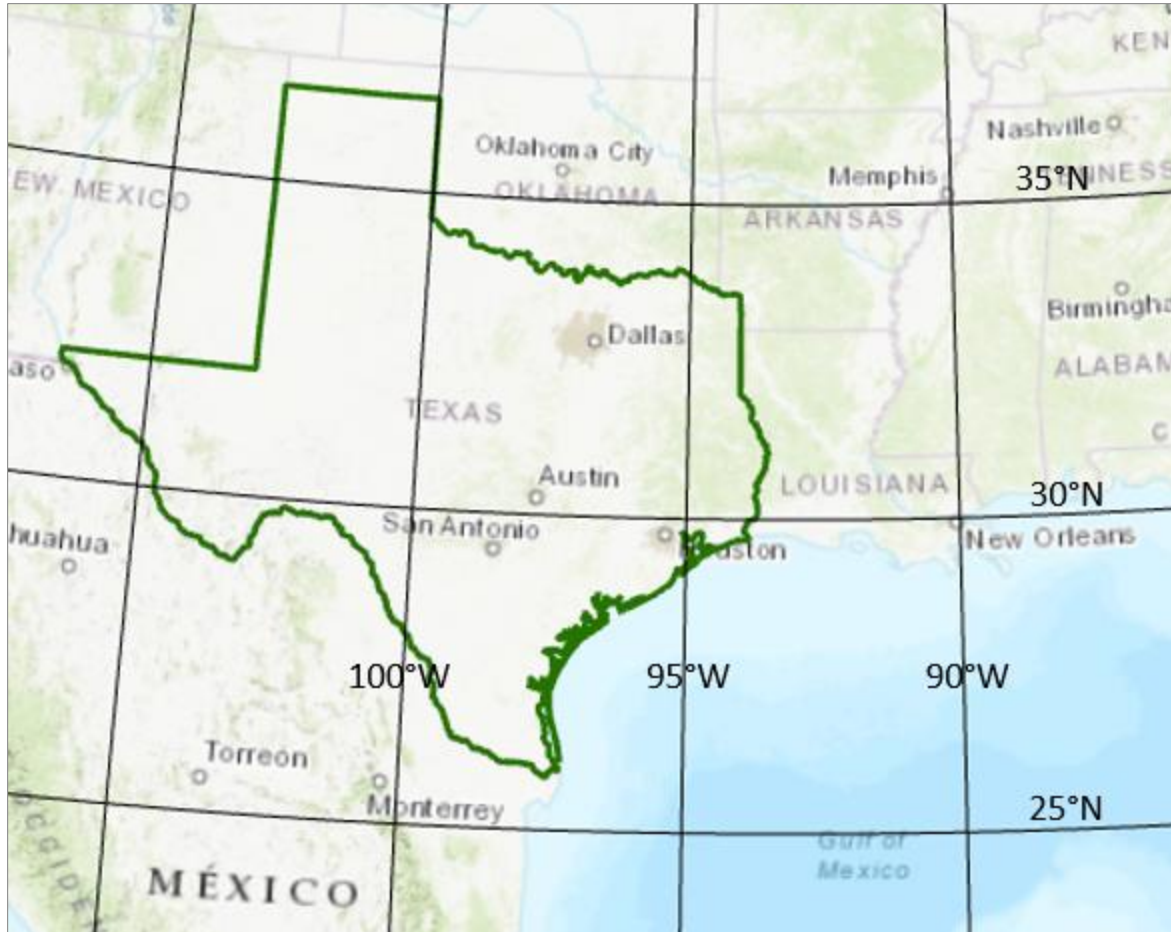 KEN
Nashville
Oklahoma City
Memphis
35°N
EW MEXICO
OKLAHOMA
ARKANSAS
Birmingha
Dallas
ALABAM
aso
TEXAS
C
Austin
LOUISIANA
30°N
San Antonio
huahua
New Orleans
100°W
95°W
90°W
Torreon
Monterrey
25°N
Gulf of
Mexico
MÉXICO